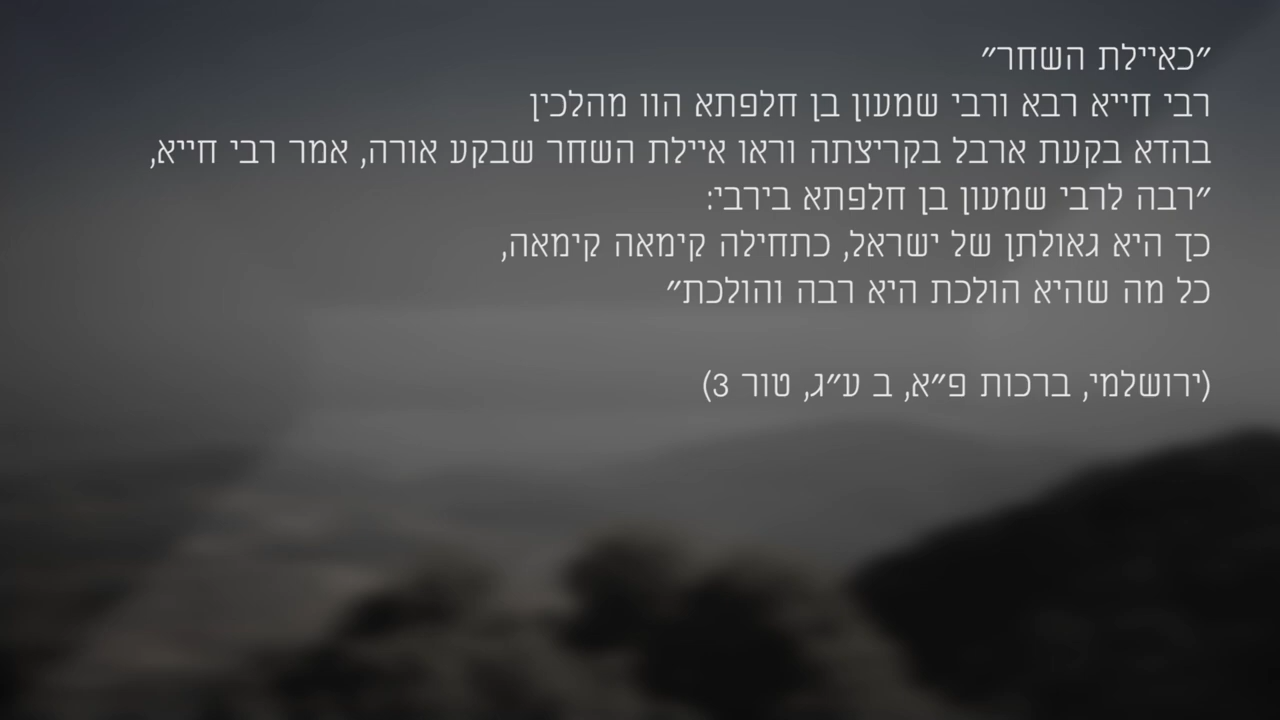 ״כאיילת השחר״
רבי חייא רבא ורבי שמעון בן חלפתא הוו מהלכין
בהדא בקעת ארבל בקריצתה וראו איילת השחר שבקע אורה, אמר רבי חייא,
״רבה לרבי שמעון בן חלפתא בירבי:
כך היא גאולתן של ישראל, כתחילה קימאה קימאה,
כל מה שהיא הולכת היא רבה והולכת״
(ירושלמי, ברכות פ״א, ב ע״ג, טור 3)